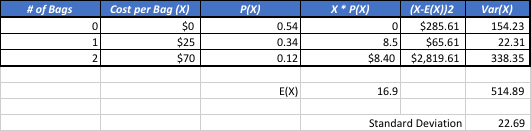 # of Bags Cost per Bag (X) P(X) X * P(X) (X-E(X))2 Var(X)
0 $0 0.54 0 $285.61 154.23
1 $25 0.34 8.5 $65.61 22.31
2 $70 0.12 $8.40 $2,819.61 338.35
E(X) 16.9 514.89
Standard Deviation 22.69